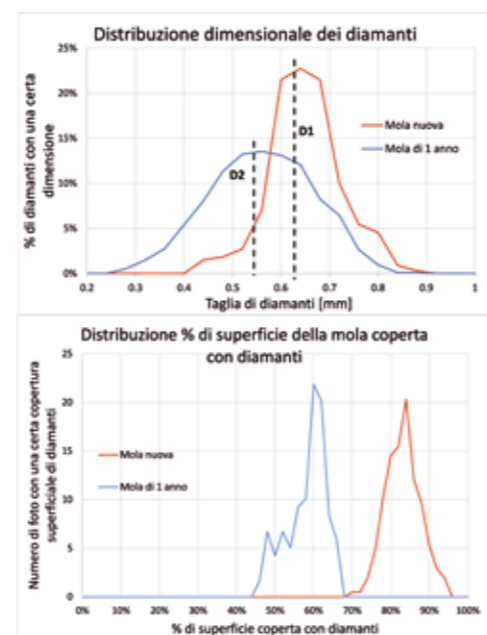 Distribuzione dimensionale dei diamanti
% di diamanti con una certa
dimensione
25%
20%
15%
10%
5%
0%
D1
D2
Mola nuova
Mola di 1 anno
0.2 0.3 0.4 0.5 0.6 0.7 0.8 0.9 1
Taglia di diamanti [mm]
Distribuzione % di superficie della mola coperta
con diamanti
Numero di foto con una certa copertura
superficiale di diamanti
25
20
15
10
5
0
Mola nuova
Mola di 1 anno
0% 10% 20% 30% 40% 50% 60% 70% 80% 90% 100%
% di superficie coperta con diamanti